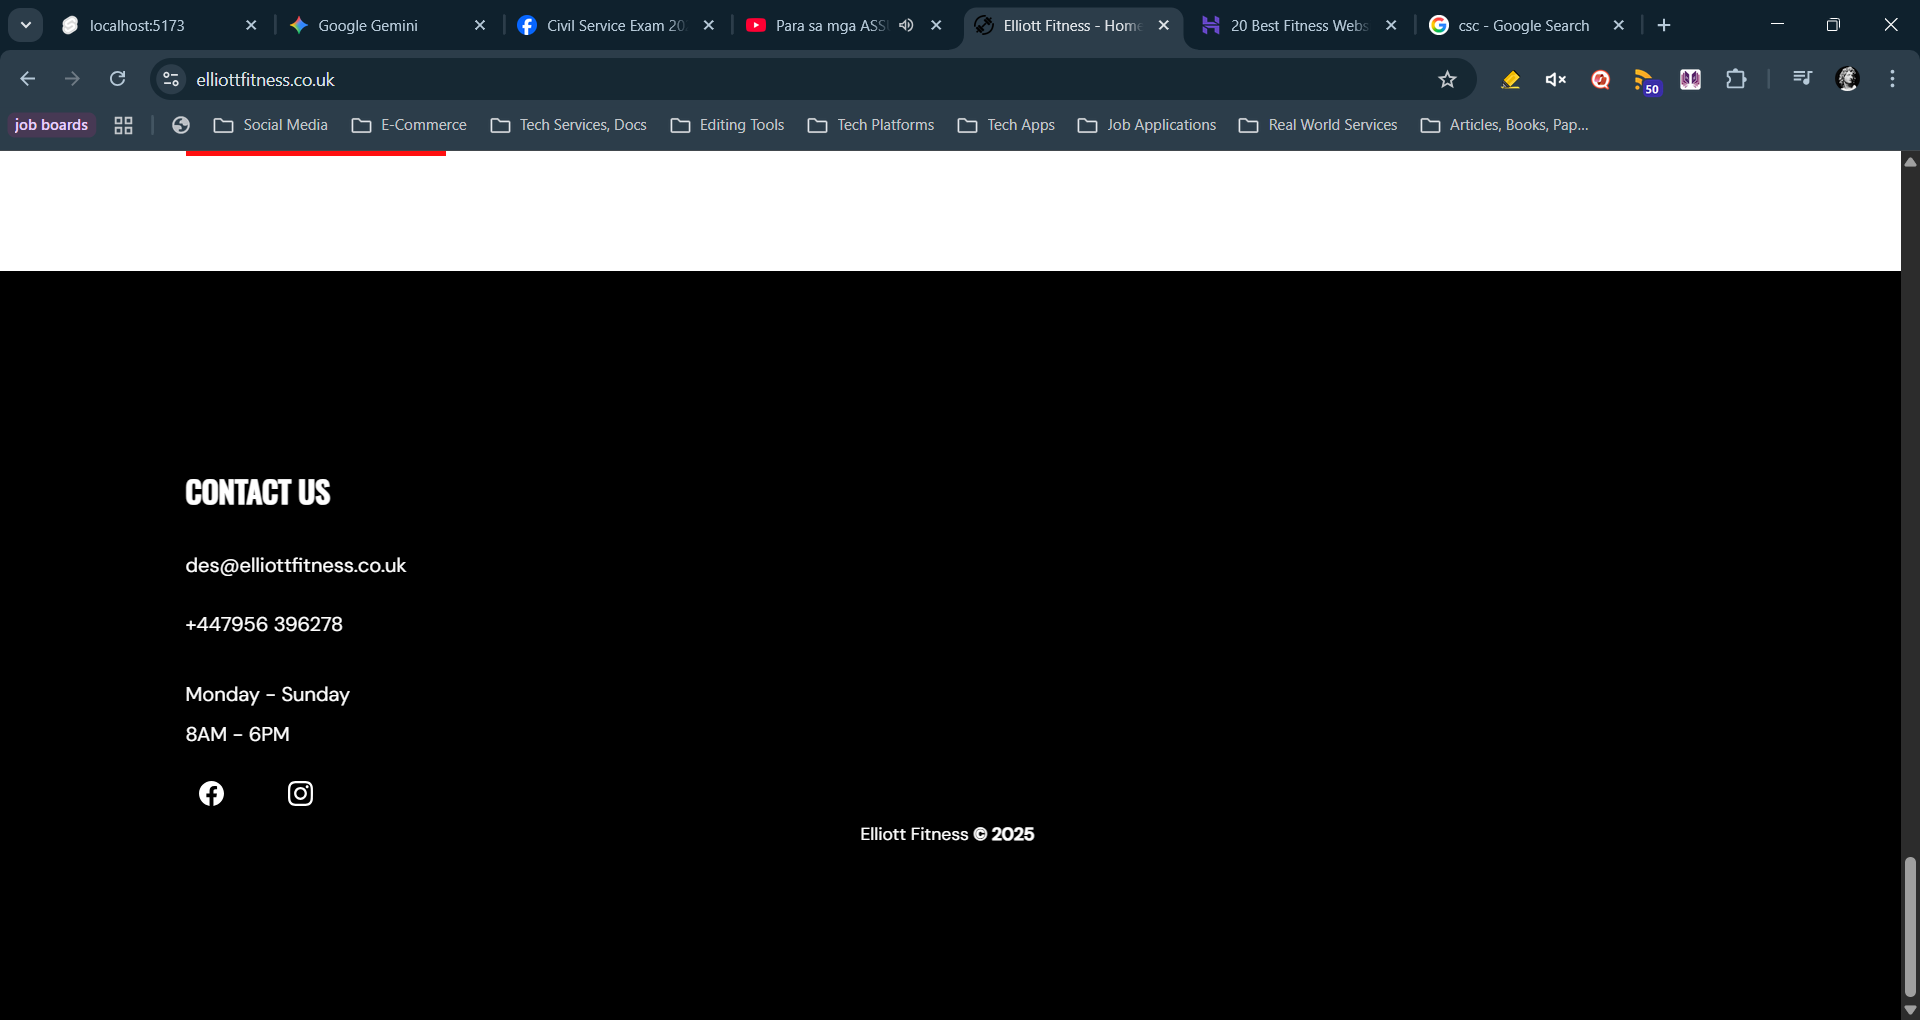 localhost:5173
Google Gemini
Civil Service Exam 20
Para sa mga ASS
Elliott Fitness - Home
20 Best Fitness Webs
csc - Google Search
elliottfitness.co.uk
50
job boards
Social Media
E-Commerce
Tech Services, Docs
Editing Tools
Tech Platforms
Tech Apps
Job Applications
Real World Services
Articles, Books, Pap...
CONTACT US
des@elliottfitness.co.uk
+447956 396278
Monday - Sunday
8AM - 6PM
Elliott Fitness © 2025